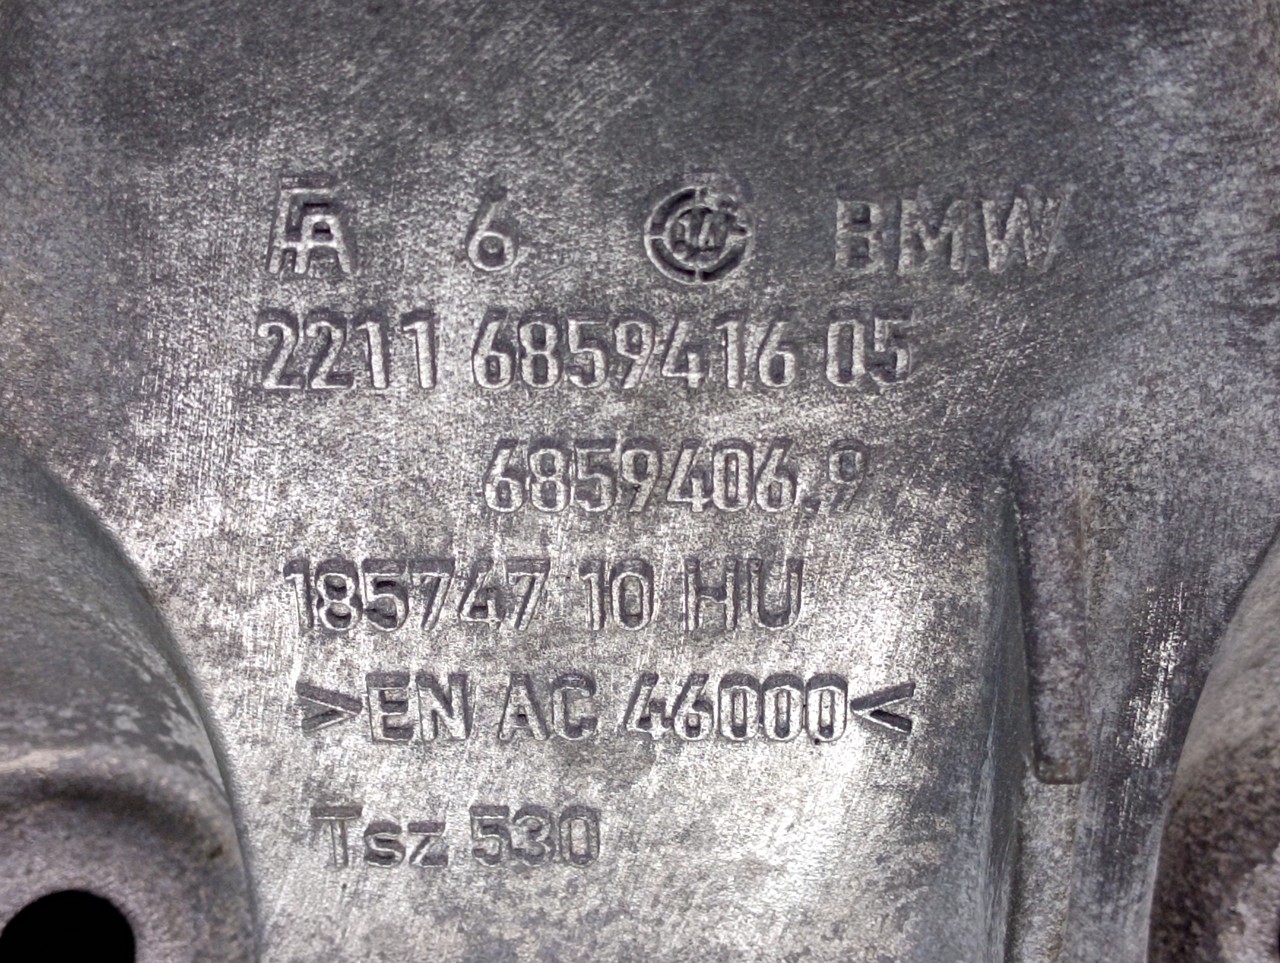 6 BMW
2211 6859416 05
6859406.9
185747 10 HU
>EN AC 46000<
Tsz 530